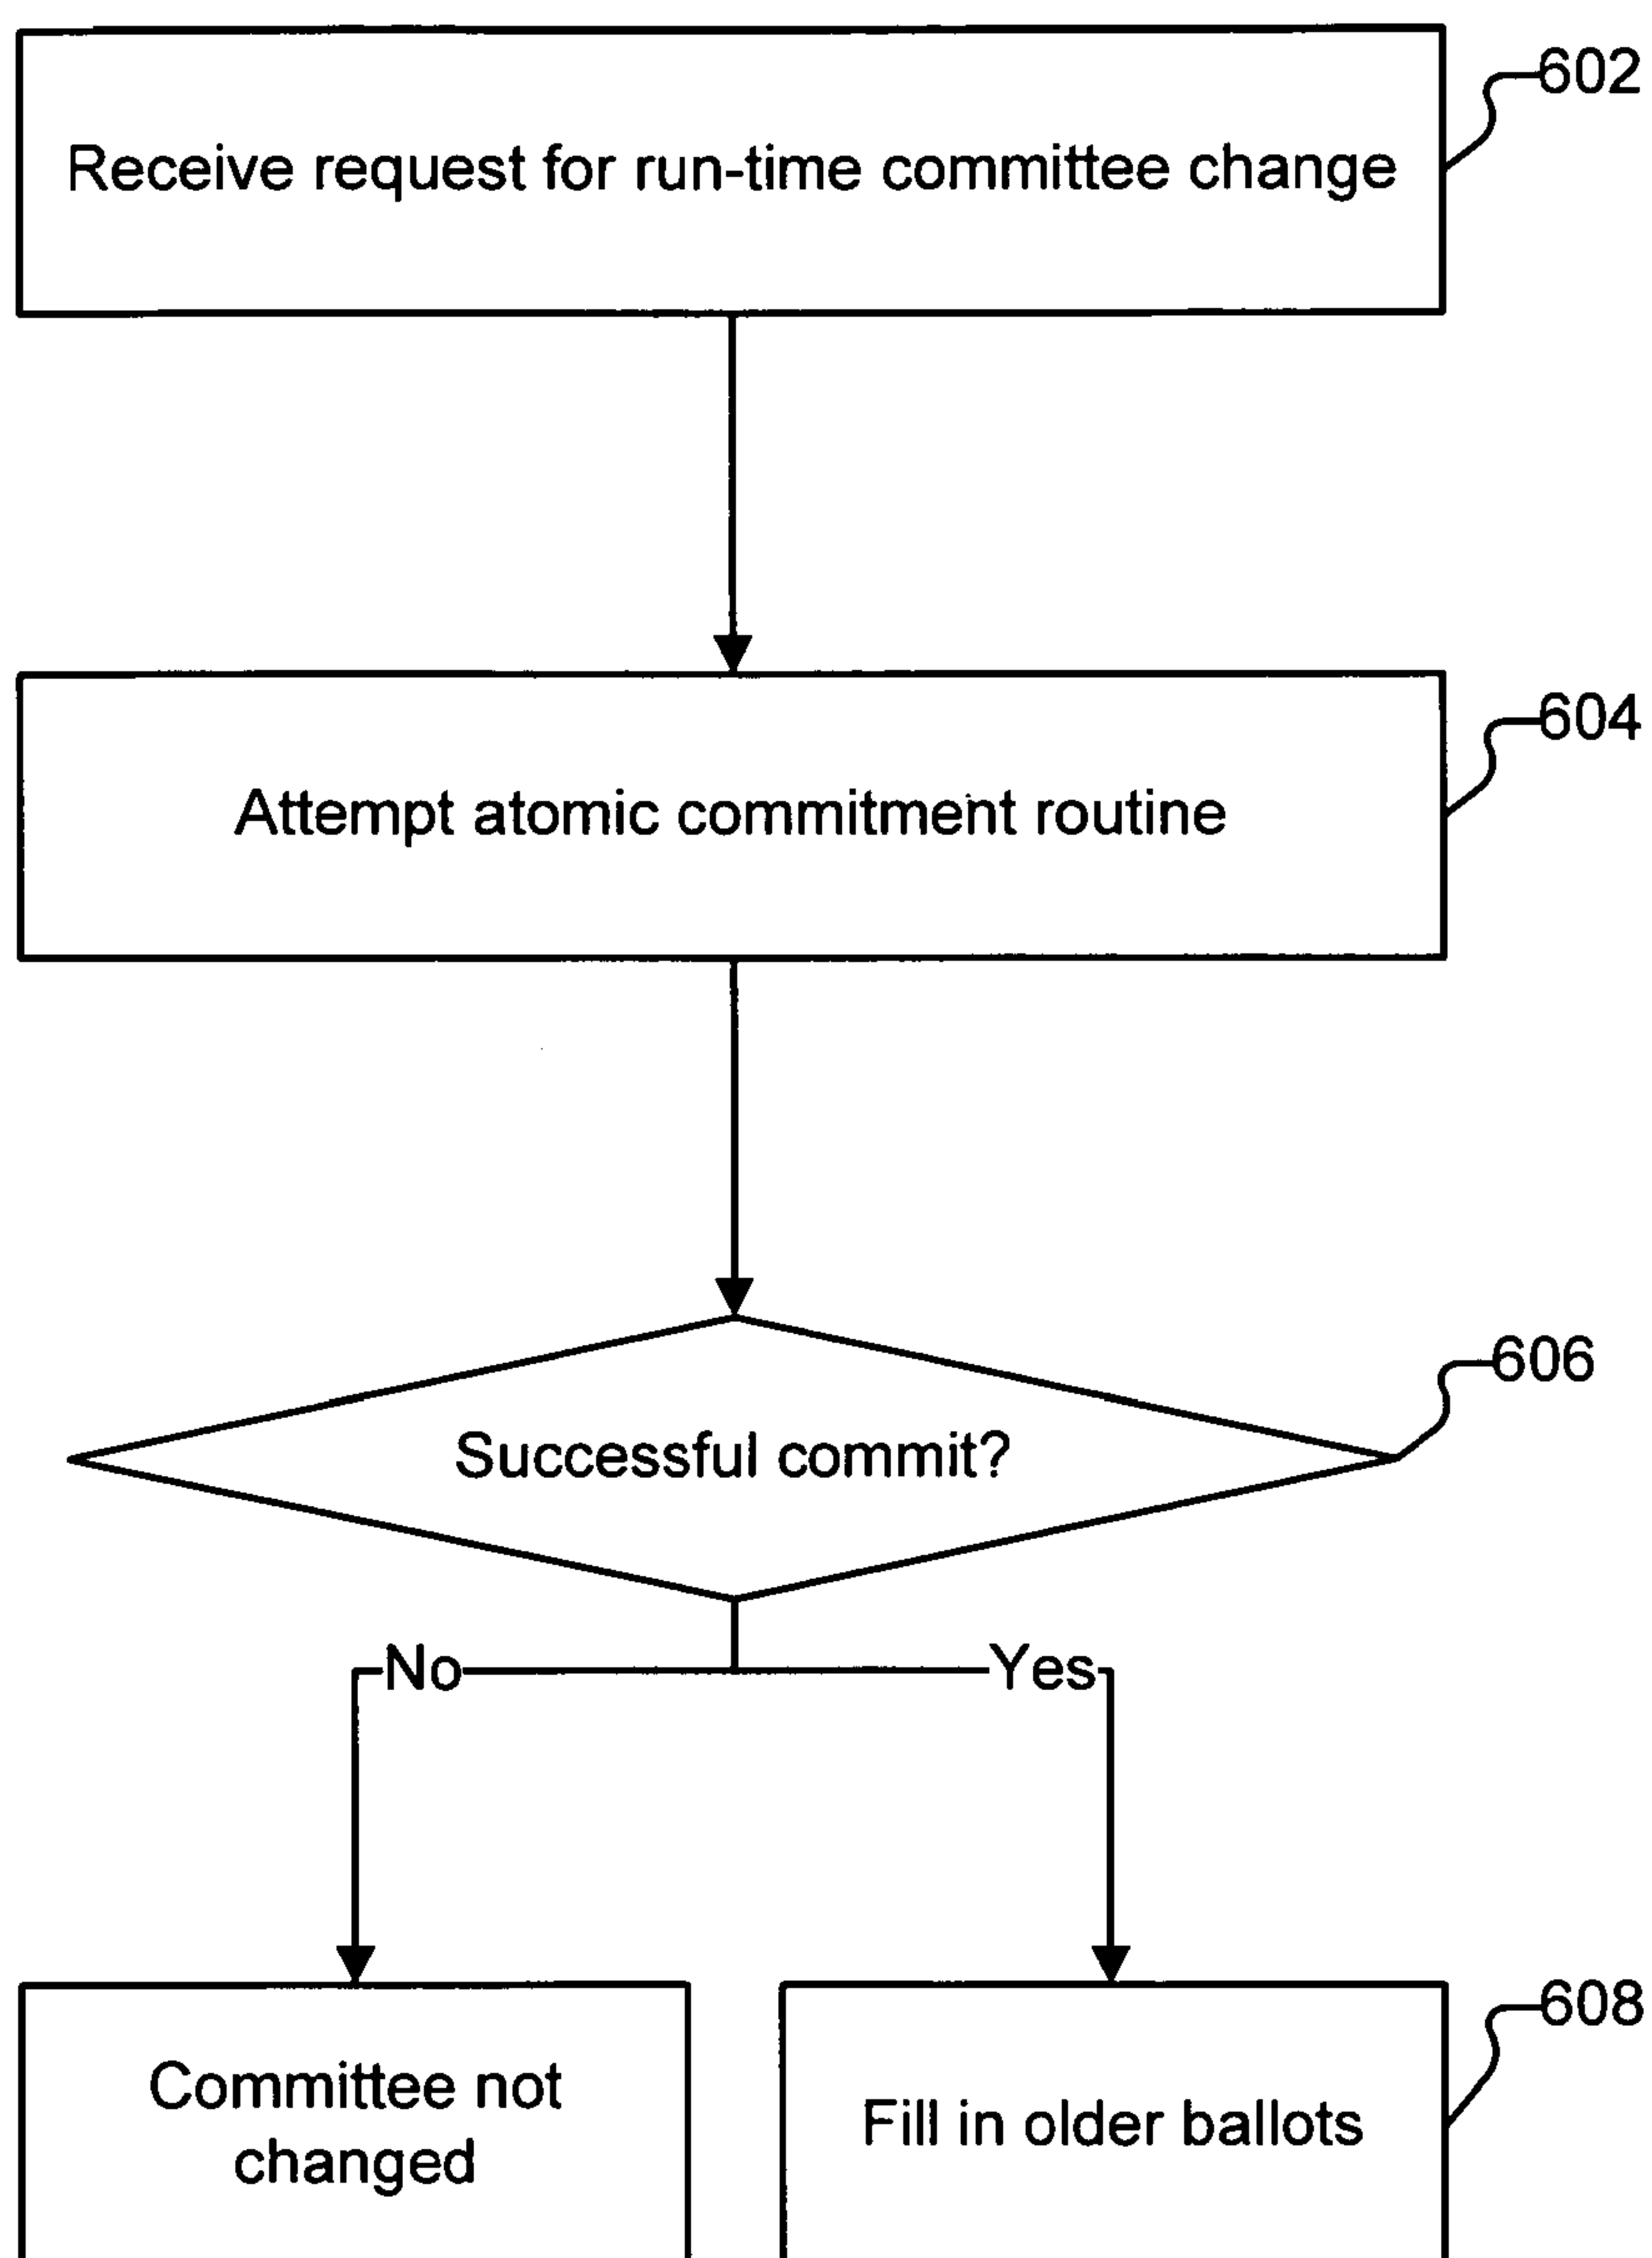 602
Receive request for run-time committee change
604
Attempt atomic commitment routine
606
Successful commit?
No
Yes
608
Committee not
changed
Fill in older ballots